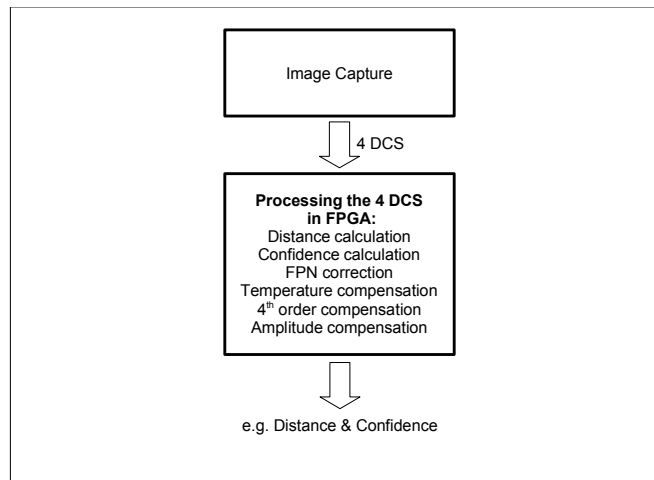 Image Capture
4 DCS
Processing the 4 DCS
in FPGA:
Distance calculation
Confidence calculation
FPN correction
Temperature compensation
4th order compensation
Amplitude compensation
e.g. Distance & Confidence